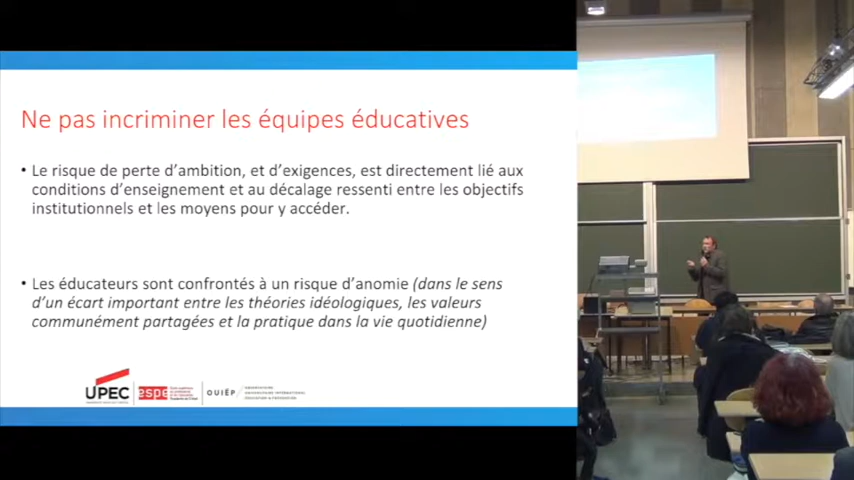 Ne pas incriminer les équipes éducatives
• Le risque de perte d’ambition, et d’exigences, est directement lié aux
conditions d’enseignement et au décalage ressenti entre les objectifs
institutionnels et les moyens pour y accéder.
• Les éducateurs sont confrontés à un risque d’anomie (dans le sens
d’un écart important entre les théories idéologiques, les valeurs
communément partagées et la pratique dans la vie quotidienne)
UPEC
espe
OUIÉP